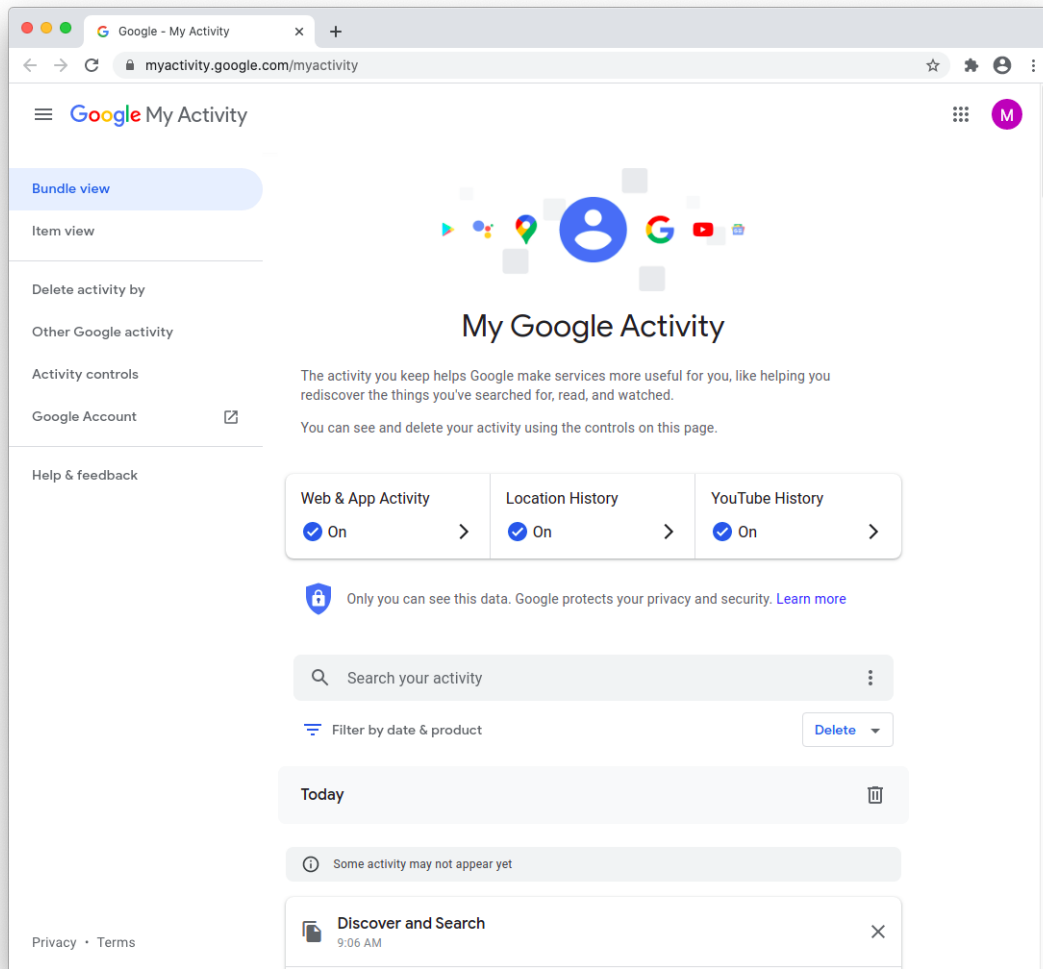 Google - My Activity
myactivity.google.com/myactivity
Google My Activity
M
Bundle view
Item view
Delete activity by
Other Google activity
Activity controls
Google Account
Help & feedback
My Google Activity
The activity you keep helps Google make services more useful for you, like helping you
rediscover the things you've searched for, read, and watched.
You can see and delete your activity using the controls on this page.
Web & App Activity
On
Location History
On
YouTube History
On
Only you can see this data. Google protects your privacy and security. Learn more
Search your activity
Filter by date & product
Delete
Today
Some activity may not appear yet
Discover and Search
9:06 AM
Privacy • Terms